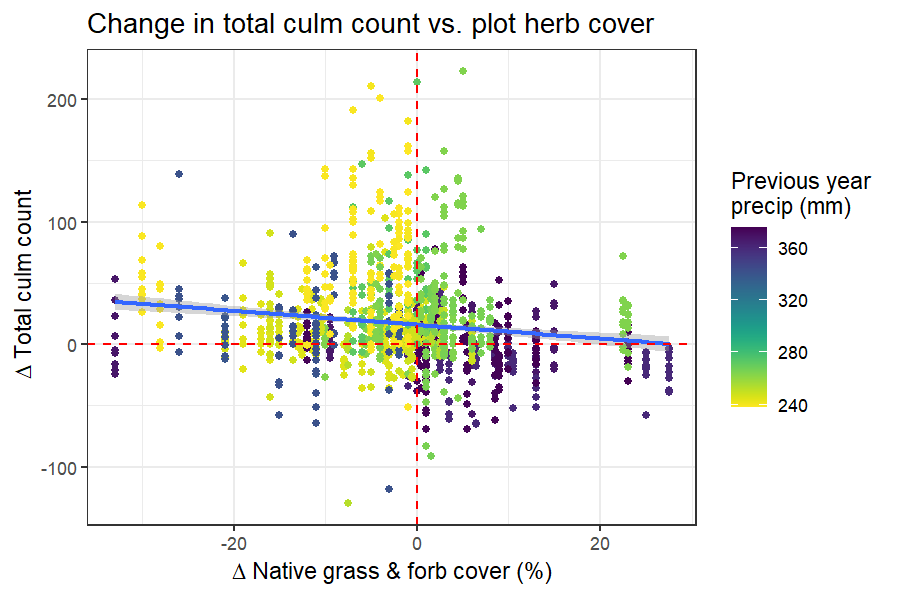 Change in total culm count vs. plot herb cover
Δ Total culm count
200
100
0
-100
-20
0
20
Δ Native grass & forb cover (%)
Previous year
precip (mm)
360
320
280
240